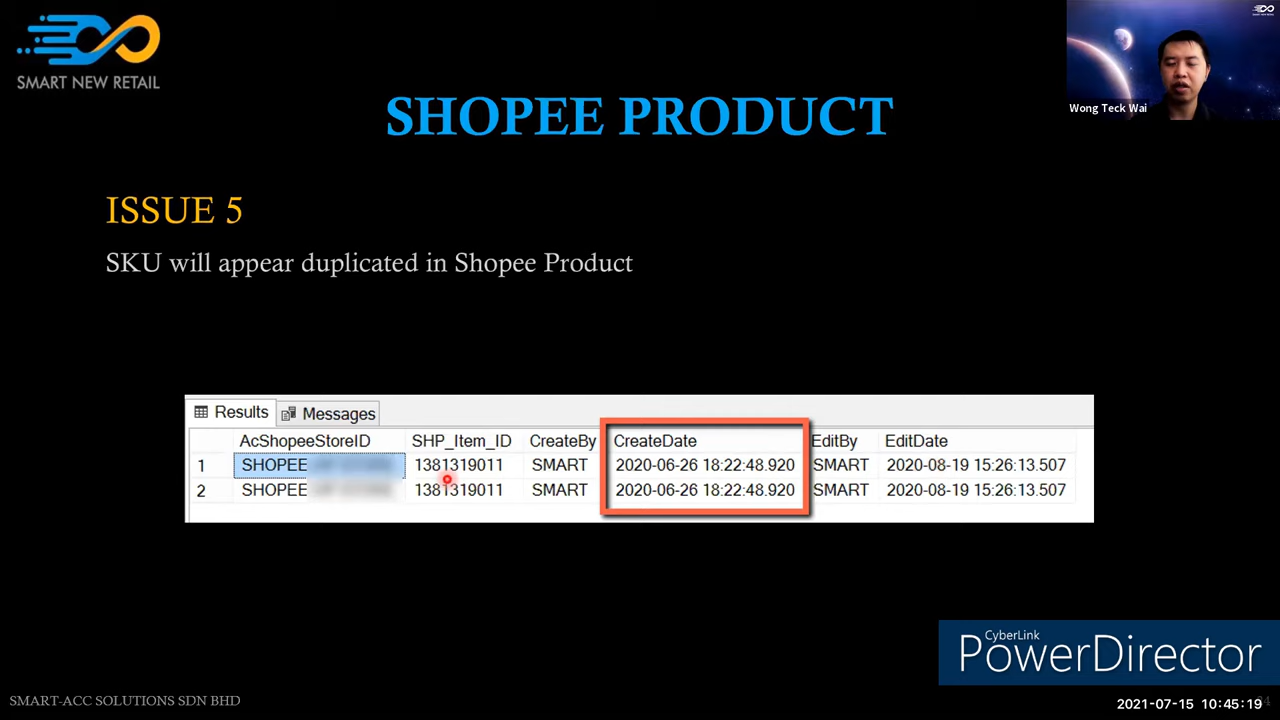 SMART NEW RETAIL
Wong Teck Wai
SHOPEE PRODUCT
ISSUE 5
SKU will appear duplicated in Shopee Product
Results Messages
AcShopeeStoreID SHP_Item_ID CreateBy CreateDate EditBy EditDate
1 SHOPEE 1381319011 SMART 2020-06-26 18:22:48.920 SMART 2020-08-19 15:26:13.507
2 SHOPEE 1381319011 SMART 2020-06-26 18:22:48.920 SMART 2020-08-19 15:26:13.507
CyberLink
PowerDirector
SMART-ACC SOLUTIONS SDN BHD
2021-07-15 10:45:19